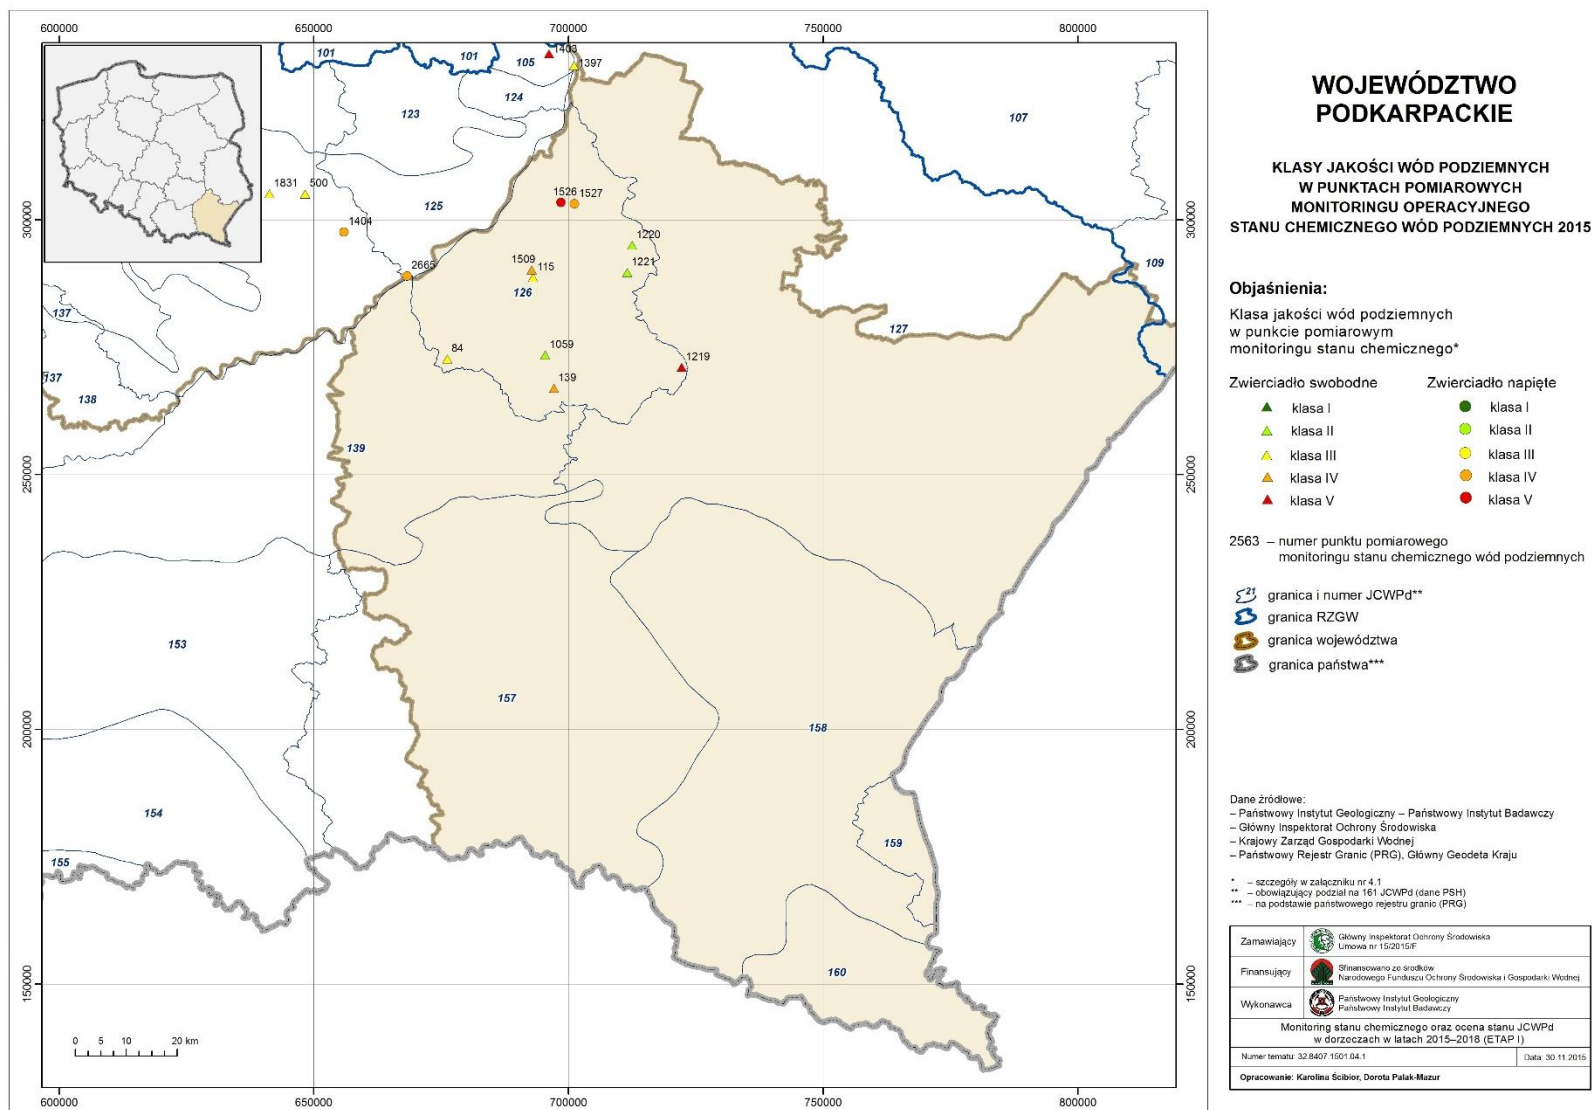 600000
650000
700000
750000
800000
101
101
105
1403
1397
124
123
107
1831
500
125
1526
1527
1404
300000
300000
1220
2665
1509
115
1221
109
126
137
127
84
1059
1219
137
139
138
139
250000
250000
153
157
158
200000
200000
154
155
159
160
150000
150000
0 5 10 20 km
600000
650000
700000
750000
800000
WOJEWÓDZTWO
PODKARPACKIE
KLASY JAKOŚCI WÓD PODZIEMNYCH
W PUNKTACH POMIAROWYCH
MONITORINGU OPERACYJNEGO
STANU CHEMICZNEGO WÓD PODZIEMNYCH 2015
Objaśnienia:
Klasa jakości wód podziemnych
w punkcie pomiarowym
monitoringu stanu chemicznego*
Zwierciadło swobodne
Zwierciadło napięte
klasa I
klasa I
klasa II
klasa II
klasa III
klasa III
klasa IV
klasa IV
klasa V
klasa V
2563 – numer punktu pomiarowego
monitoringu stanu chemicznego wód podziemnych
21 granica i numer JCWPd**
granica RZGW
granica województwa
granica państwa***
Dane źródłowe:
– Państwowy Instytut Geologiczny – Państwowy Instytut Badawczy
– Główny Inspektorat Ochrony Środowiska
– Krajowy Zarząd Gospodarki Wodnej
– Państwowy Rejestr Granic (PRG), Główny Geodeta Kraju
* – szczegóły w załączniku nr 4.1
** – obowiązujący podział na 161 JCWPd (dane PSH)
*** – na podstawie państwowego rejestru granic (PRG)
Zamawiający
Główny Inspektorat Ochrony Środowiska
Umowa nr 15/2015/F
Finansujący
Sfinansowano ze środków
Narodowego Funduszu Ochrony Środowiska i Gospodarki Wodnej
Wykonawca
Państwowy Instytut Geologiczny
Państwowy Instytut Badawczy
Monitoring stanu chemicznego oraz ocena stanu JCWPd
w dorzeczach w latach 2015–2018 (ETAP I)
Numer tematu: 32.8407.1501.04.1
Data: 30.11.2015
Opracowanie: Karolina Ścibior, Dorota Palak-Mazur